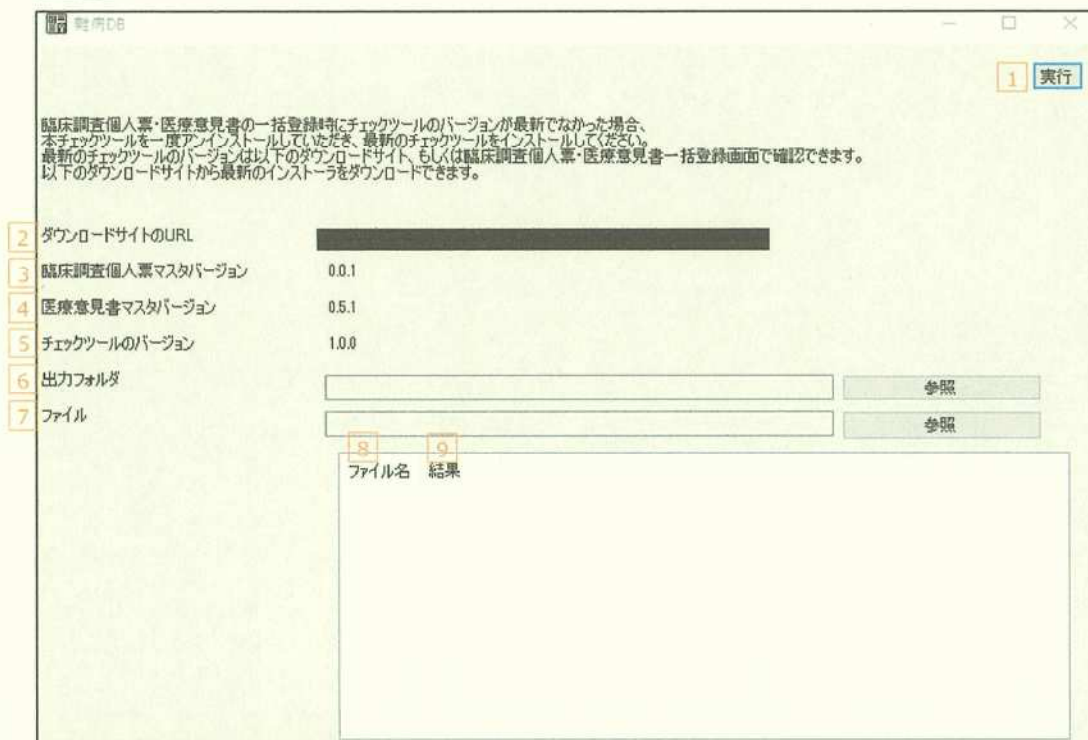 難病DB
1 実行
臨床調査個人票・医療意見書の一括登録時にチェックツールのバージョンが最新でなかった場合、
本チェックツールを一度アンインストールしていただき、最新のチェックツールをインストールしてください。
最新のチェックツールのバージョンは以下のダウンロードサイト、もしくは臨床調査個人票・医療意見書一括登録画面で確認できます。
以下のダウンロードサイトから最新のインストーラをダウンロードできます。
2 ダウンロードサイトのURL
3 臨床調査個人票マスタバージョン 0.0.1
4 医療意見書マスタバージョン 0.5.1
5 チェックツールのバージョン 1.0.0
6 出力フォルダ 参照
7 ファイル 参照
8 9
ファイル名 結果